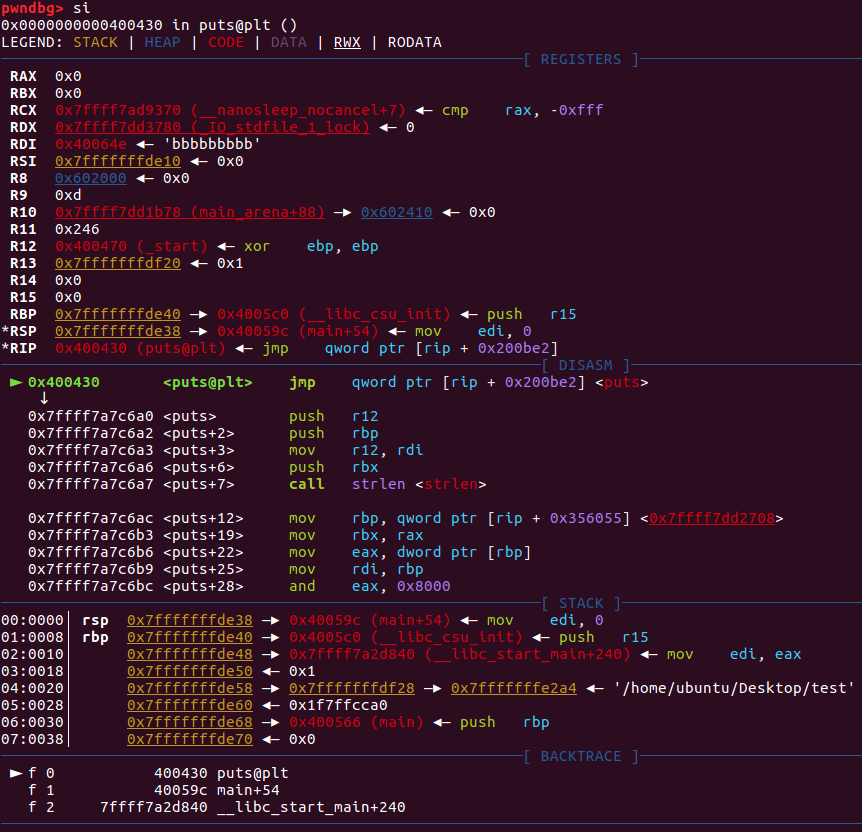 pwndbg> si
0x0000000000400430 in puts@plt ()
LEGEND: STACK | HEAP | CODE | DATA | RWX | RODATA
[ REGISTERS ]
RAX 0x0
RBX 0x0
RCX 0x7ffff7ad9370 (__nanosleep_nocancel+7) ◂— cmp rax, -0xfff
RDX 0x7ffff7dd3780 (_IO_stdfile_1_lock) ◂— 0
RDI 0x40064e ◂— 'bbbbbbbbb'
RSI 0x7fffffffde10 ◂— 0x0
R8 0x602000 ◂— 0x0
R9 0xd
R10 0x7ffff7dd1b78 (main_arena+88) —▸ 0x602410 ◂— 0x0
R11 0x246
R12 0x400470 (_start) ◂— xor ebp, ebp
R13 0x7fffffffdf20 ◂— 0x1
R14 0x0
R15 0x0
RBP 0x7fffffffde40 —▸ 0x4005c0 (__libc_csu_init) ◂— push r15
*RSP 0x7fffffffde38 —▸ 0x40059c (main+54) ◂— mov edi, 0
*RIP 0x400430 (puts@plt) ◂— jmp qword ptr [rip + 0x200be2]
[ DISASM ]
► 0x400430 <puts@plt> jmp qword ptr [rip + 0x200be2] <puts>
↓
0x7ffff7a7c6a0 <puts> push r12
0x7ffff7a7c6a2 <puts+2> push rbp
0x7ffff7a7c6a3 <puts+3> mov r12, rdi
0x7ffff7a7c6a6 <puts+6> push rbx
0x7ffff7a7c6a7 <puts+7> call strlen <strlen>
0x7ffff7a7c6ac <puts+12> mov rbp, qword ptr [rip + 0x356055] <0x7ffff7dd2708>
0x7ffff7a7c6b3 <puts+19> mov rbx, rax
0x7ffff7a7c6b6 <puts+22> mov eax, dword ptr [rbp]
0x7ffff7a7c6b9 <puts+25> mov rdi, rbp
0x7ffff7a7c6bc <puts+28> and eax, 0x8000
[ STACK ]
00:0000│ rsp 0x7fffffffde38 —▸ 0x40059c (main+54) ◂— mov edi, 0
01:0008│ rbp 0x7fffffffde40 —▸ 0x4005c0 (__libc_csu_init) ◂— push r15
02:0010│ 0x7fffffffde48 —▸ 0x7ffff7a2d840 (__libc_start_main+240) ◂— mov edi, eax
03:0018│ 0x7fffffffde50 ◂— 0x1
04:0020│ 0x7fffffffde58 —▸ 0x7fffffffdf28 —▸ 0x7fffffffe2a4 ◂— '/home/ubuntu/Desktop/test'
05:0028│ 0x7fffffffde60 ◂— 0x1f7ffcca0
06:0030│ 0x7fffffffde68 —▸ 0x400566 (main) ◂— push rbp
07:0038│ 0x7fffffffde70 ◂— 0x0
[ BACKTRACE ]
► f 0 400430 puts@plt
f 1 40059c main+54
f 2 7ffff7a2d840 __libc_start_main+240